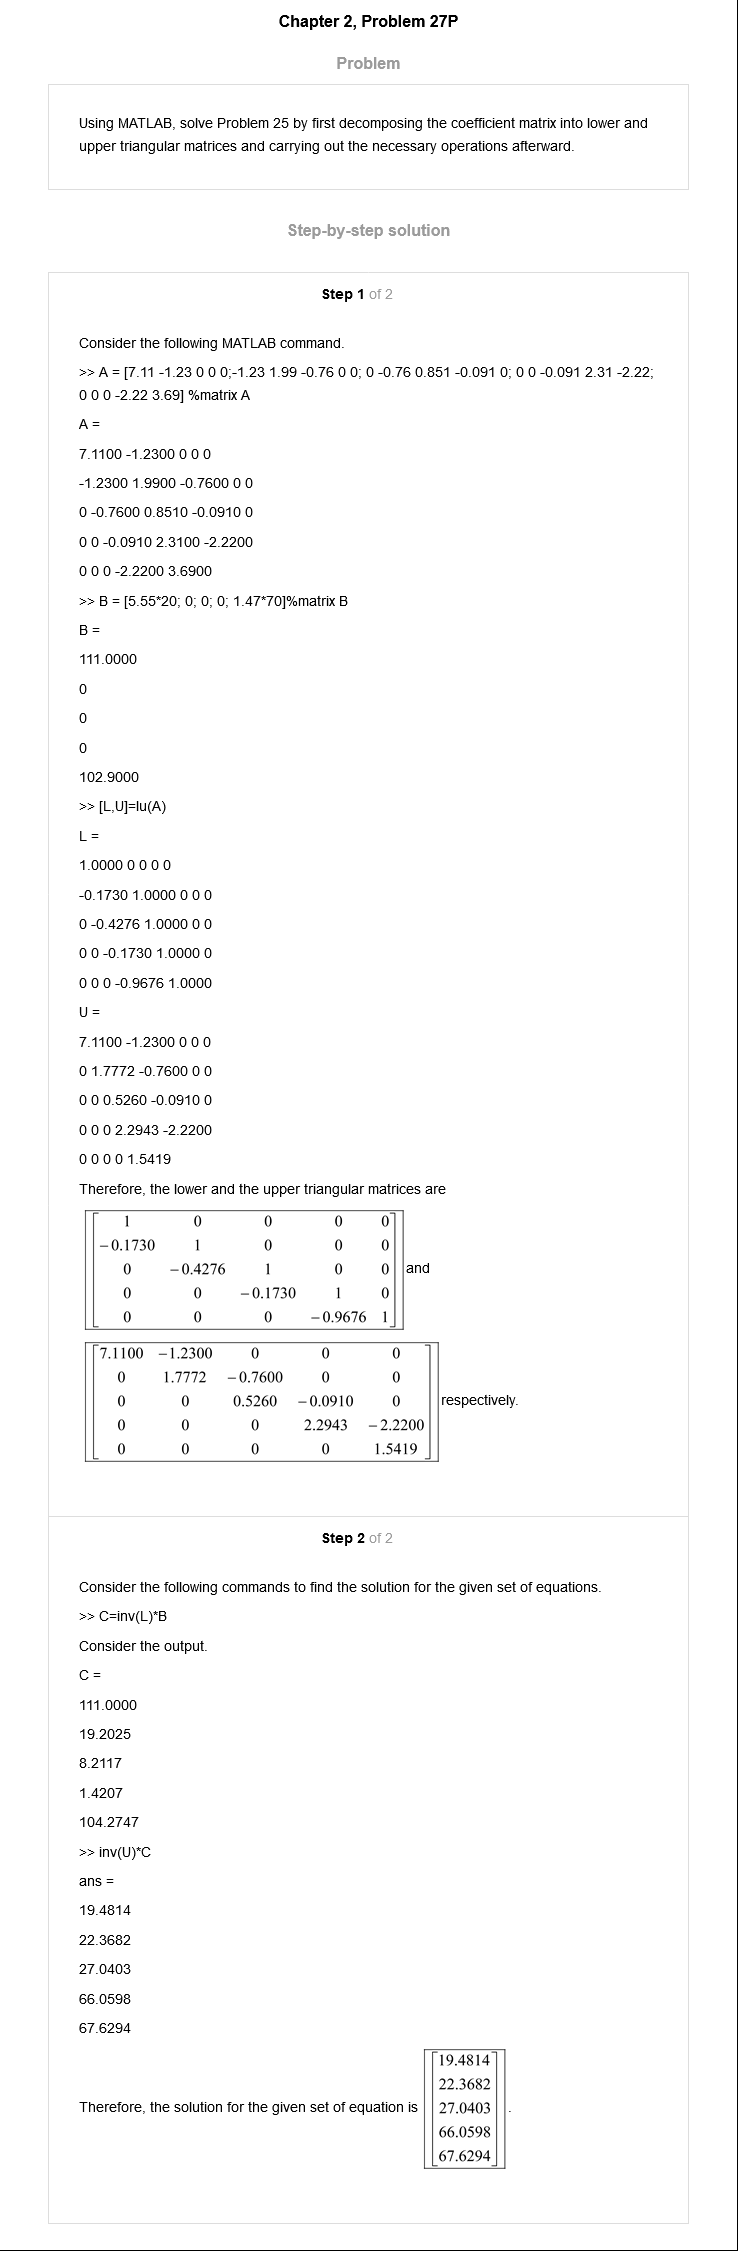 Chapter 2, Problem 27P
Problem
Using MATLAB, solve Problem 25 by first decomposing the coefficient matrix into lower and
upper triangular matrices and carrying out the necessary operations afterward.
Step-by-step solution
Step 1 of 2
Consider the following MATLAB command.
>> A = [7.11 -1.23 0 0 0;-1.23 1.99 -0.76 0 0; 0 -0.76 0.851 -0.091 0; 0 0 -0.091 2.31 -2.22;
0 0 0 -2.22 3.69] %matrix A
A =
7.1100 -1.2300 0 0 0
-1.2300 1.9900 -0.7600 0 0
0 -0.7600 0.8510 -0.0910 0
0 0 -0.0910 2.3100 -2.2200
0 0 0 -2.2200 3.6900
>> B = [5.55*20; 0; 0; 0; 1.47*70]%matrix B
B =
111.0000
0
0
0
102.9000
>> [L,U]=lu(A)
L =
1.0000 0 0 0 0
-0.1730 1.0000 0 0 0
0 -0.4276 1.0000 0 0
0 0 -0.1730 1.0000 0
0 0 0 -0.9676 1.0000
U =
7.1100 -1.2300 0 0 0
0 1.7772 -0.7600 0 0
0 0 0.5260 -0.0910 0
0 0 0 2.2943 -2.2200
0 0 0 0 1.5419
Therefore, the lower and the upper triangular matrices are
1 0 0 0 0
-0.1730 1 0 0 0
0 -0.4276 1 0 0 and
0 0 -0.1730 1 0
0 0 0 -0.9676 1
7.1100 -1.2300 0 0 0
0 1.7772 -0.7600 0 0
0 0 0.5260 -0.0910 0 respectively.
0 0 0 2.2943 -2.2200
0 0 0 0 1.5419
Step 2 of 2
Consider the following commands to find the solution for the given set of equations.
>> C=inv(L)*B
Consider the output.
C =
111.0000
19.2025
8.2117
1.4207
104.2747
>> inv(U)*C
ans =
19.4814
22.3682
27.0403
66.0598
67.6294
19.4814
22.3682
Therefore, the solution for the given set of equation is 27.0403 .
66.0598
67.6294